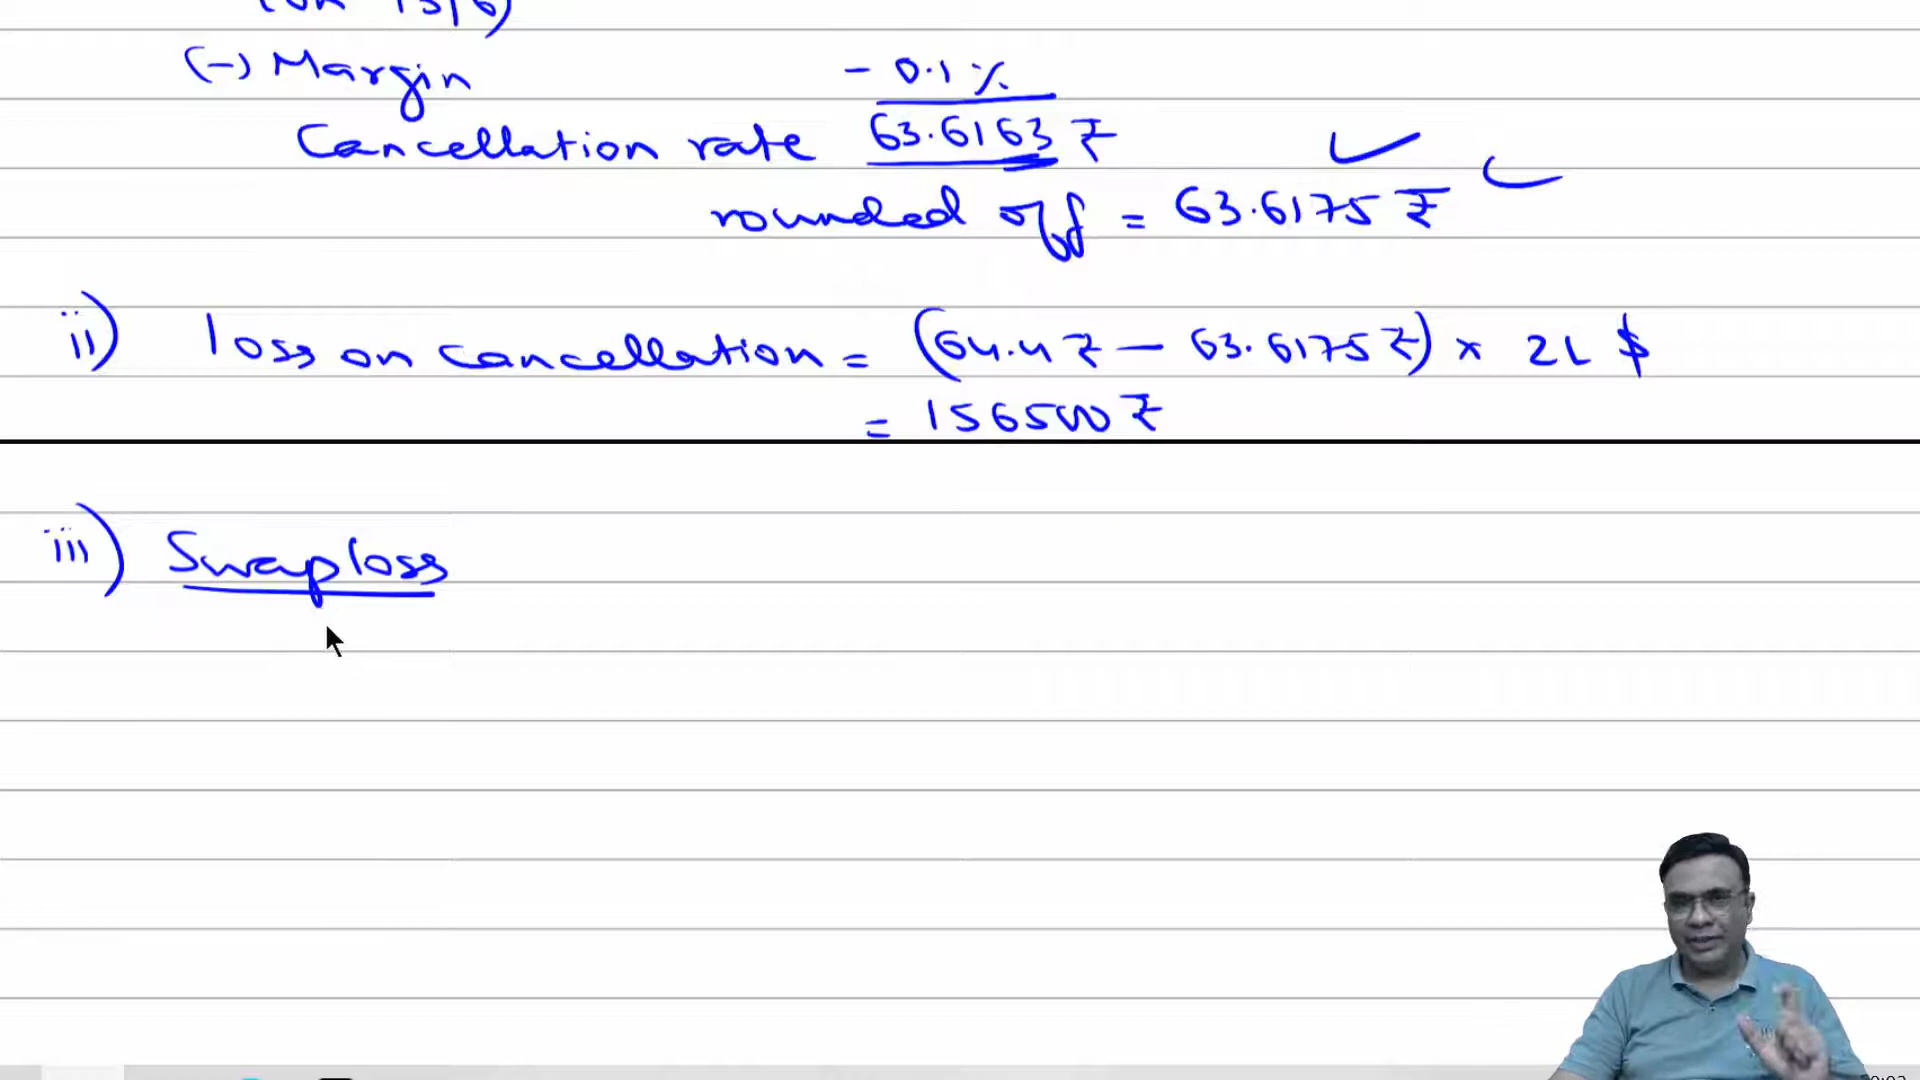 (-) Margin - 0.1 %
Cancellation rate 63.6163 ₹
rounded off = 63.6175 ₹
ii) loss on cancellation = (64.4 ₹ - 63.6175 ₹) × 2L $
= 156500 ₹
iii) Swap loss